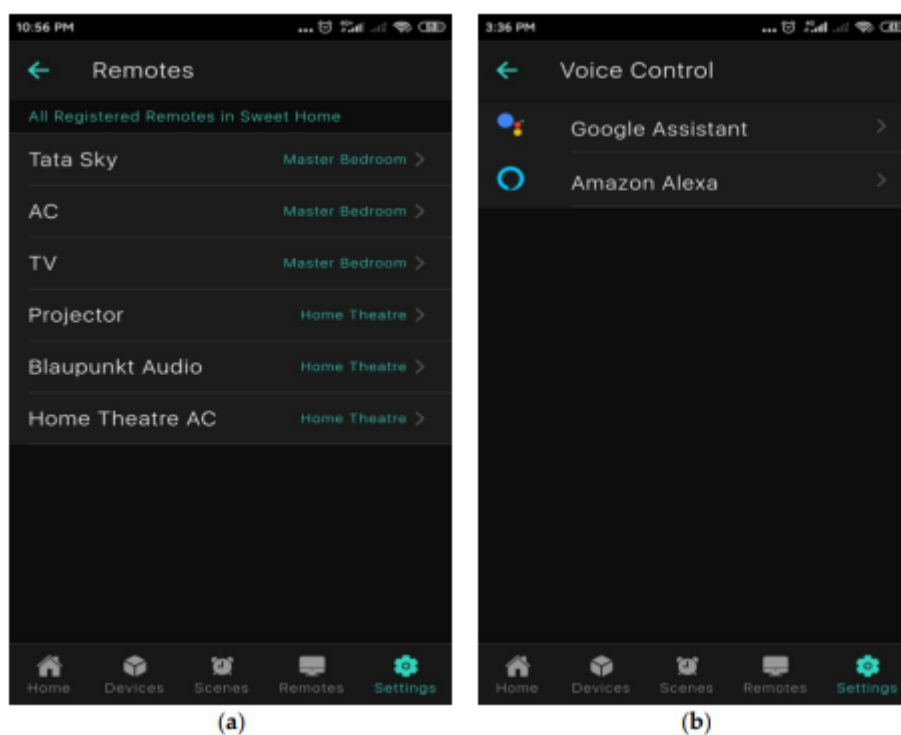 10:56 PM
Remotes
All Registered Remotes in Sweet Home
Tata Sky Master Bedroom >
AC Master Bedroom >
TV Master Bedroom >
Projector Home Theatre >
Blaupunkt Audio Home Theatre >
Home Theatre AC Home Theatre >
Home Devices Scenes Remotes Settings
(a)
3:36 PM
Voice Control
Google Assistant >
Amazon Alexa >
Home Devices Scenes Remotes Settings
(b)